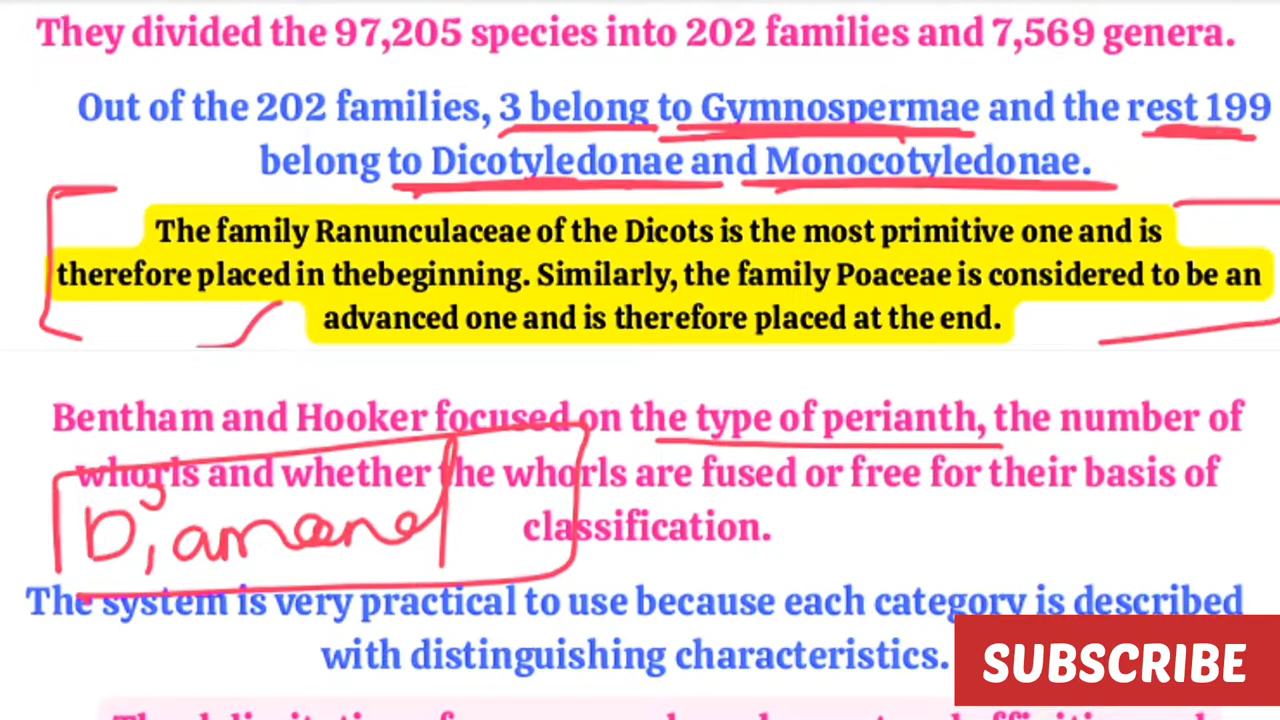 They divided the 97,205 species into 202 families and 7,569 genera.
Out of the 202 families, 3 belong to Gymnospermae and the rest 199
belong to Dicotyledonae and Monocotyledonae.
The family Ranunculaceae of the Dicots is the most primitive one and is
therefore placed in thebeginning. Similarly, the family Poaceae is considered to be an
advanced one and is therefore placed at the end.
Bentham and Hooker focused on the type of perianth, the number of
whorls and whether the whorls are fused or free for their basis of
classification.
The system is very practical to use because each category is described
with distinguishing characteristics.
SUBSCRIBE